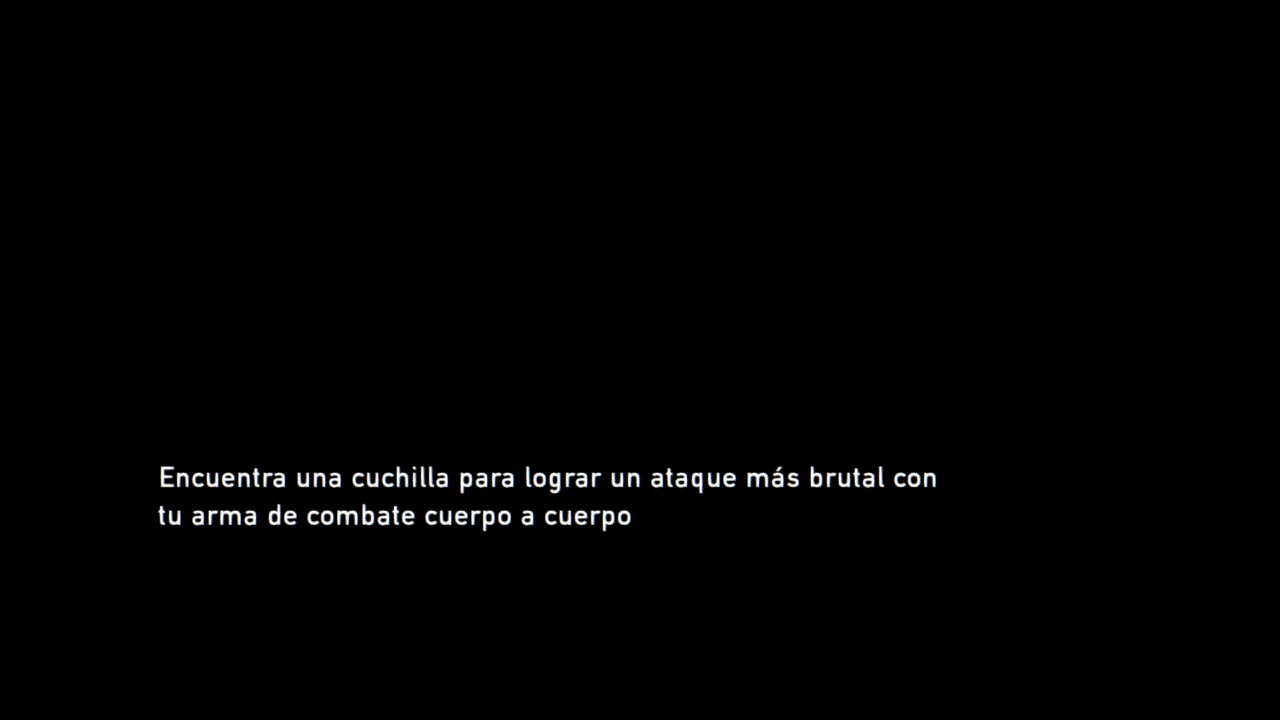 Encuentra una cuchilla para lograr un ataque más brutal con
tu arma de combate cuerpo a cuerpo